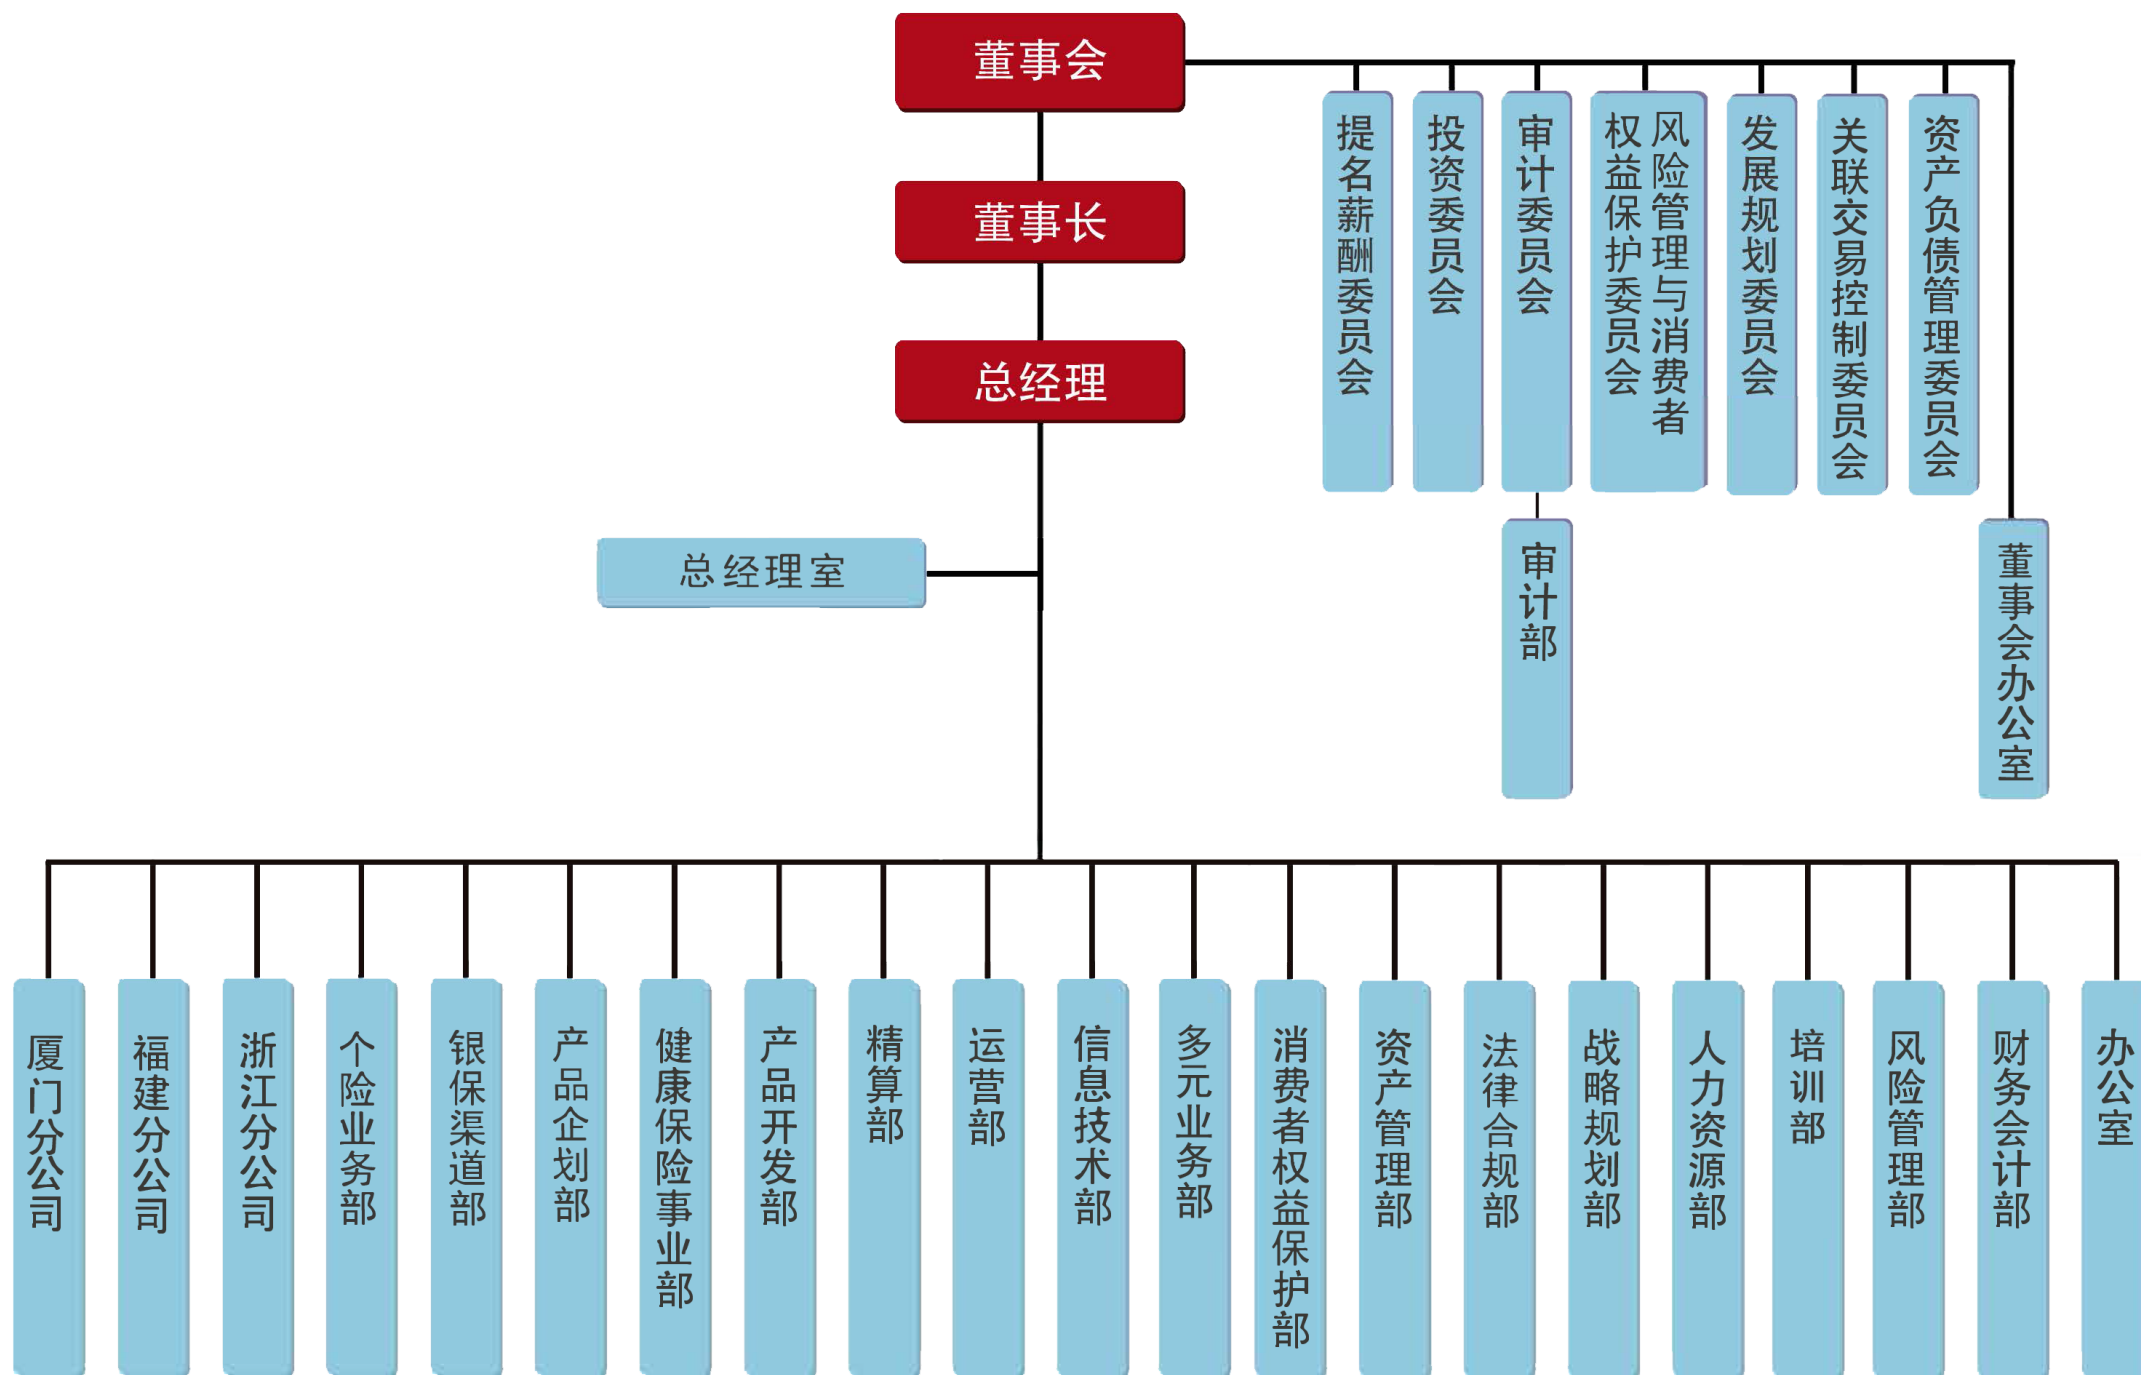 董事会
董事长
总经理
总经理室
提名薪酬委员会
投资委员会
审计委员会
风险管理与消费者
权益保护委员会
发展规划委员会
关联交易控制委员会
资产负债管理委员会
审计部
董事会办公室
厦门分公司
福建分公司
浙江分公司
个险业务部
银保渠道部
产品企划部
健康保险事业部
产品开发部
精算部
运营部
信息技术部
多元业务部
消费者权益保护部
资产管理部
法律合规部
战略规划部
人力资源部
培训部
风险管理部
财务会计部
办公室